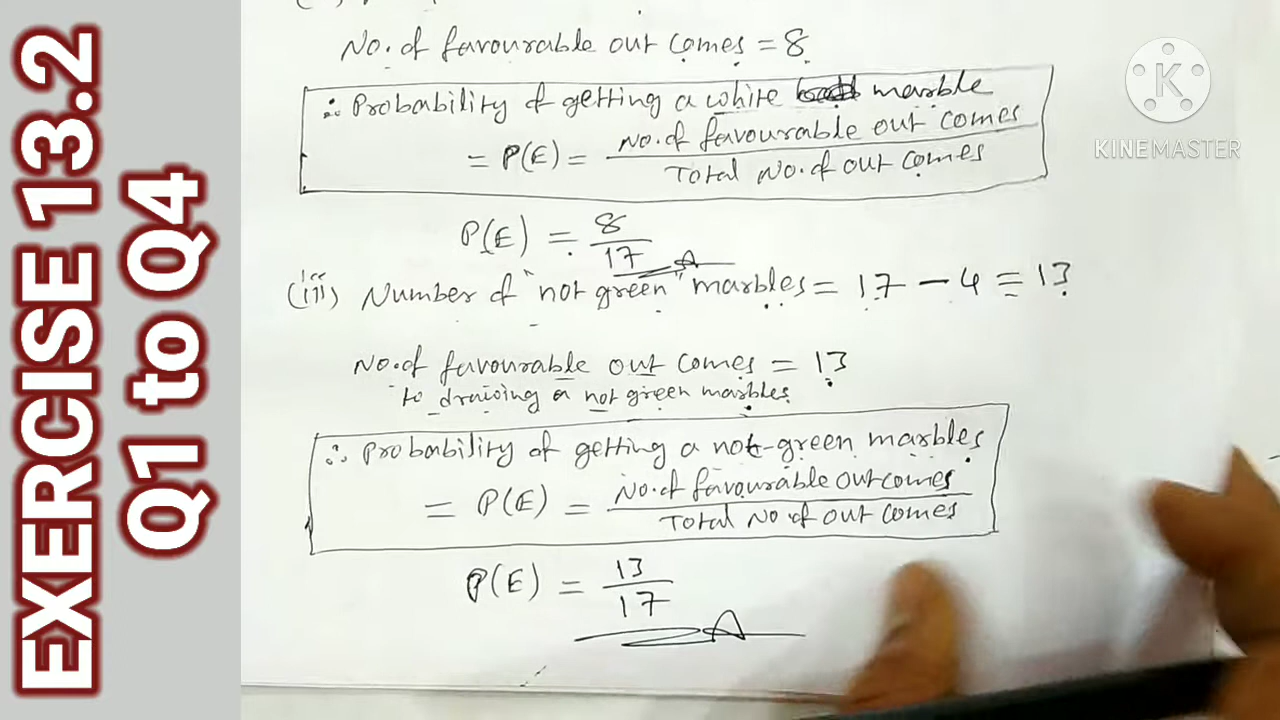 EXERCISE 13.2
Q1 to Q4
No. of favourable out comes = 8
∴ Probability of getting a white marble
= P(E) = No. of favourable out comes
Total No. of out comes
P(E) = 8
17
(iii) Number of "not green" marbles = 17 - 4 = 13
No. of favourable out comes = 13
to drawing a not green marbles
∴ Probability of getting a not-green marbles
= P(E) = No. of favourable out comes
Total No of out comes
P(E) = 13
17
K
KINEMASTER